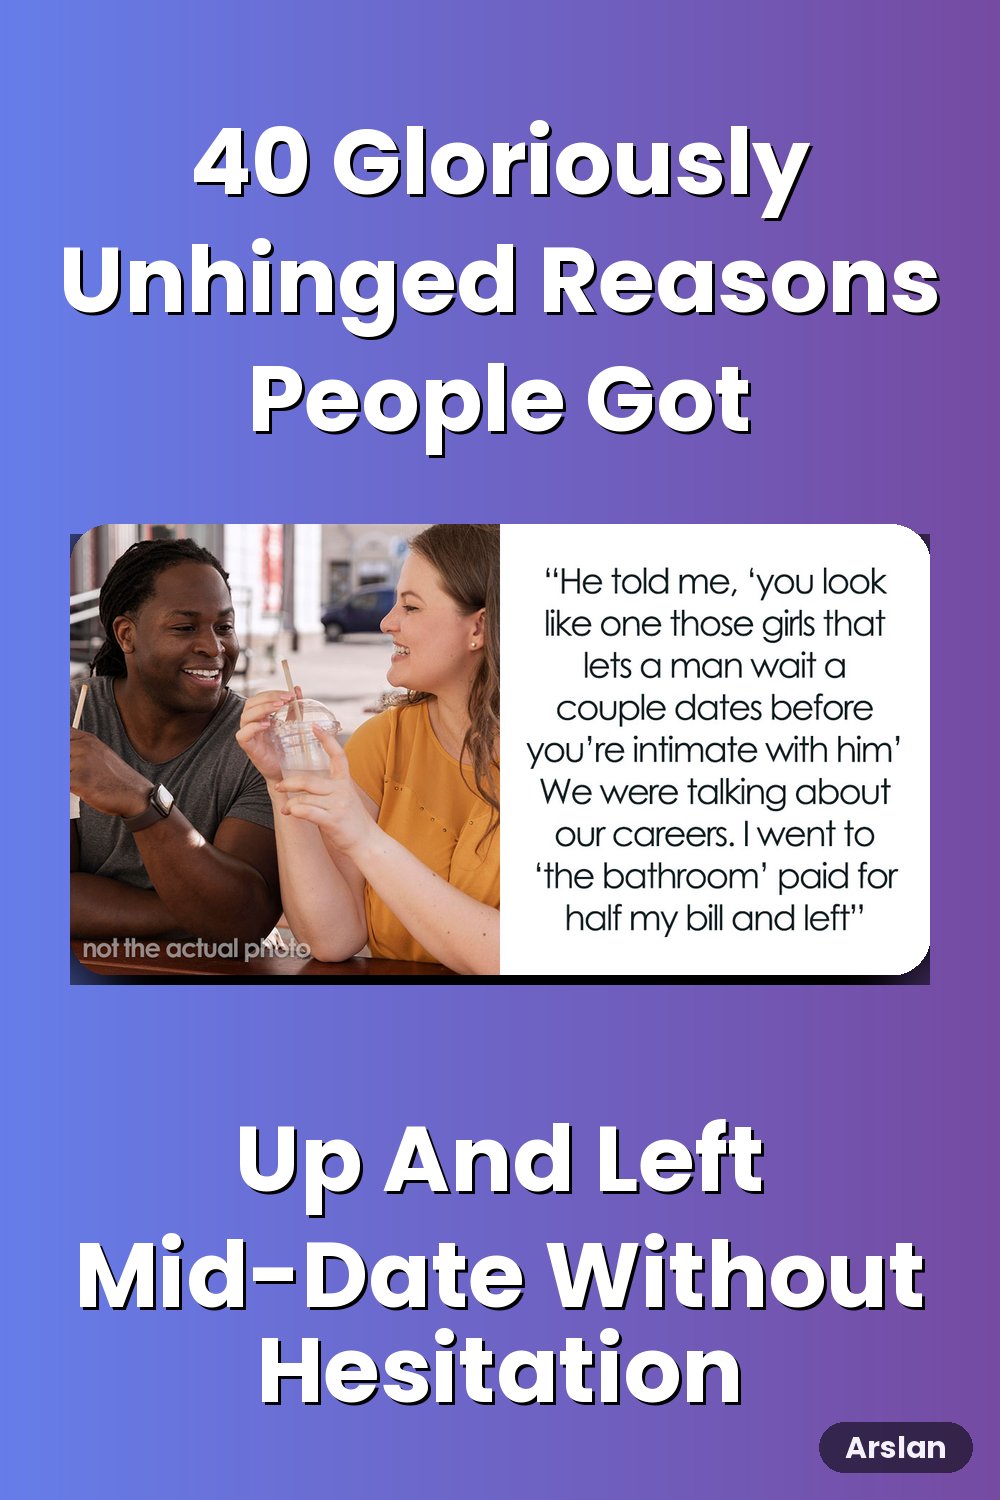 40 Gloriously
Unhinged Reasons
People Got
“He told me, ‘you look
like one those girls that
lets a man wait a
couple dates before
you’re intimate with him’
We were talking about
our careers. I went to
‘the bathroom’ paid for
half my bill and left”
not the actual photo
Up And Left
Mid-Date Without
Hesitation
Arslan